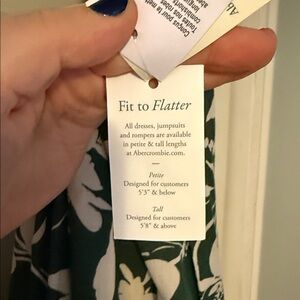 Fit to Flatter
All dresses, jumpsuits
and rompers are available
in petite & tall lengths
at Abercrombie.com.
—
Petite
Designed for customers
5'3" & below
Tall
Designed for customers
5'8" & above